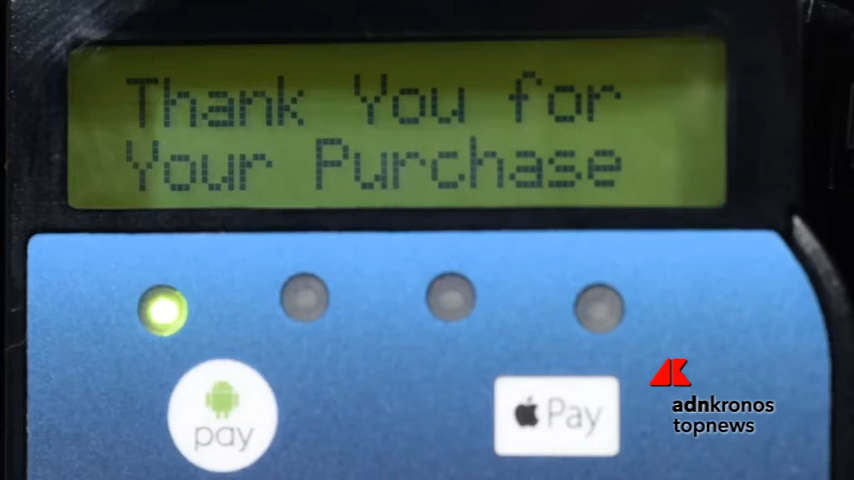 Thank You for
Your Purchase
pay
Pay
adnkronos
topnews